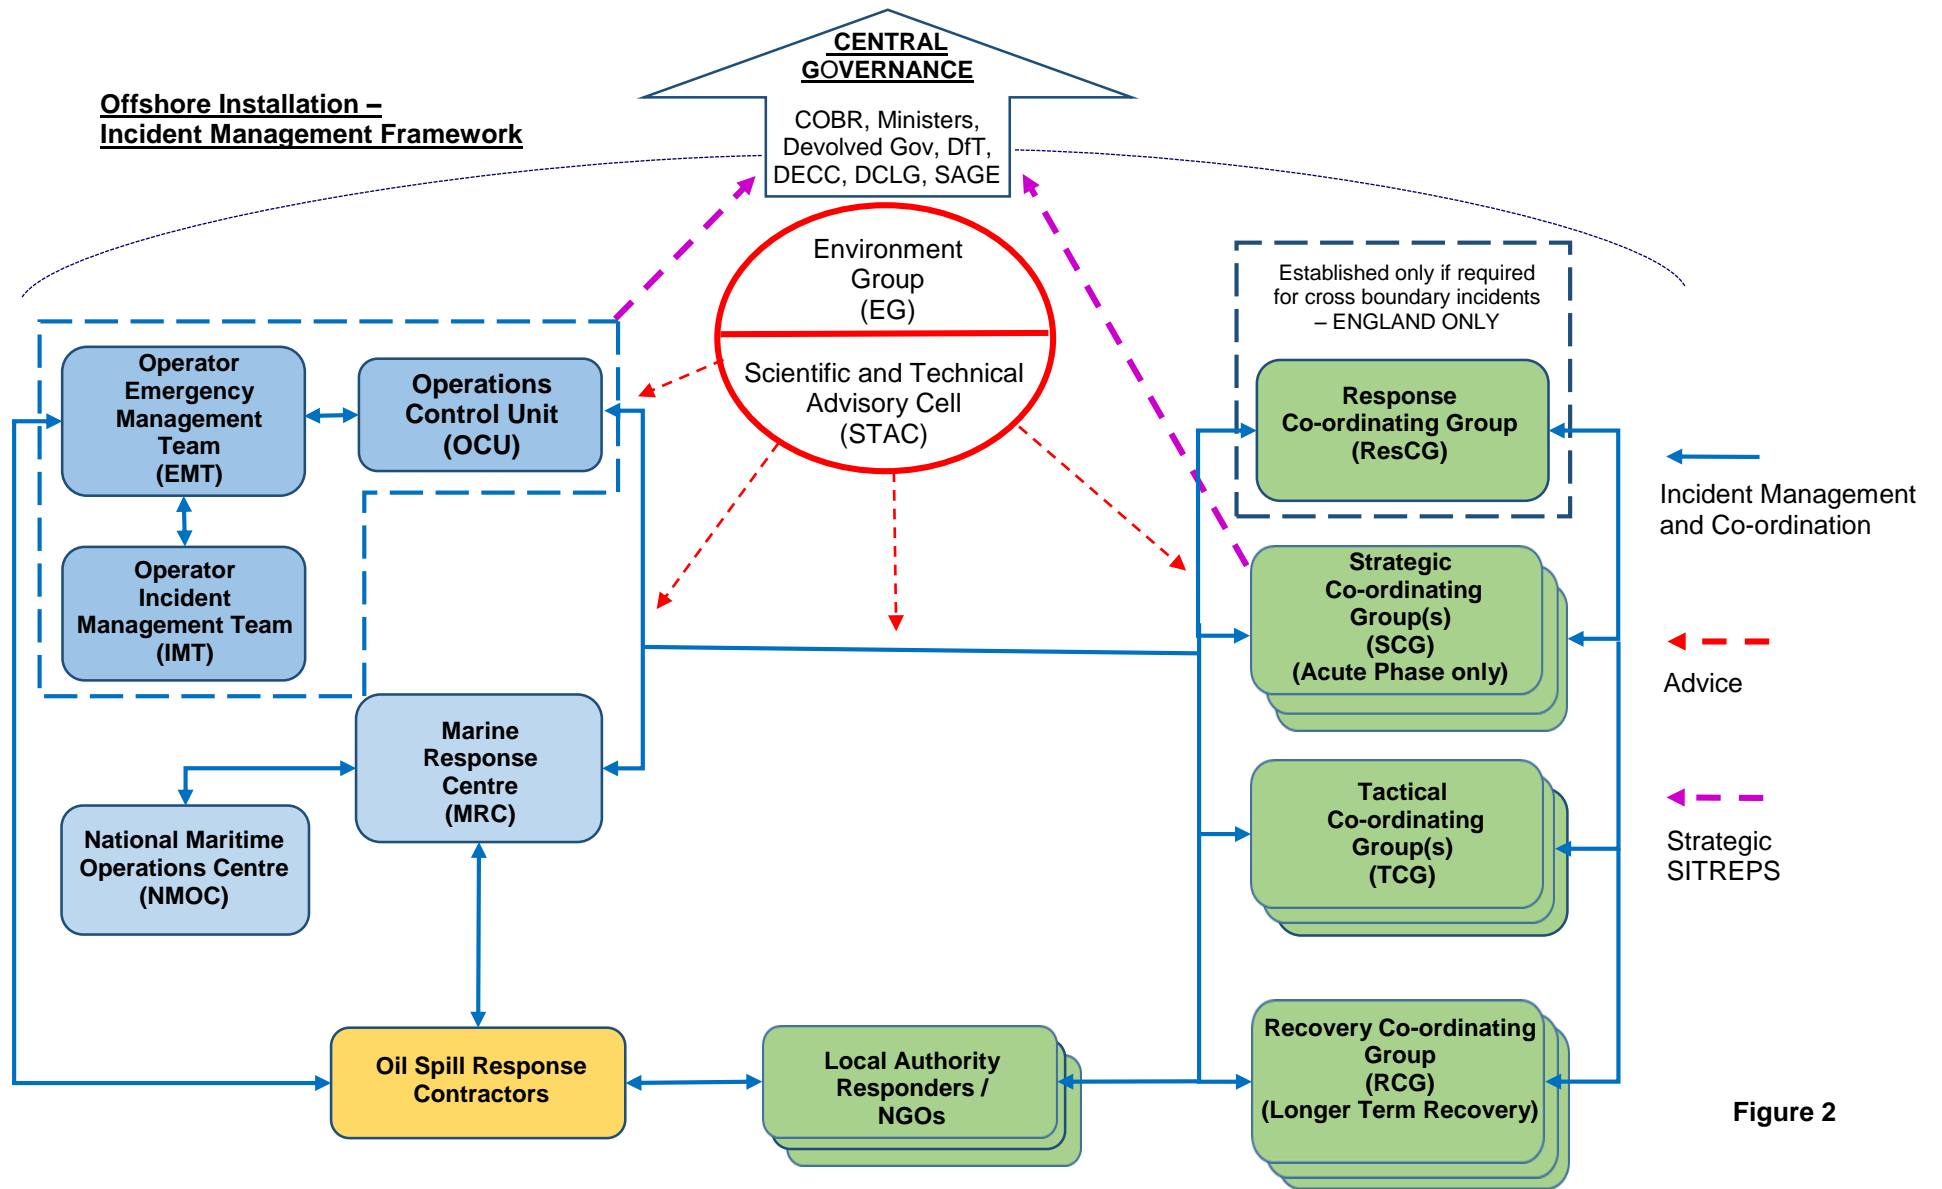 CENTRAL
GOVERNANCE
COBR, Ministers,
Devolved Gov, DfT,
DECC, DCLG, SAGE
Offshore Installation –
Incident Management Framework
Environment
Group
(EG)
Scientific and Technical
Advisory Cell
(STAC)
Established only if required
for cross boundary incidents
– ENGLAND ONLY
Response
Co-ordinating Group
(ResCG)
Operator
Emergency
Management
Team
(EMT)
Operations
Control Unit
(OCU)
Operator
Incident
Management Team
(IMT)
Strategic
Co-ordinating
Group(s)
(SCG)
(Acute Phase only)
Incident Management
and Co-ordination
Advice
Strategic
SITREPS
Marine
Response
Centre
(MRC)
National Maritime
Operations Centre
(NMOC)
Tactical
Co-ordinating
Group(s)
(TCG)
Oil Spill Response
Contractors
Local Authority
Responders /
NGOs
Recovery Co-ordinating
Group
(RCG)
(Longer Term Recovery)
Figure 2